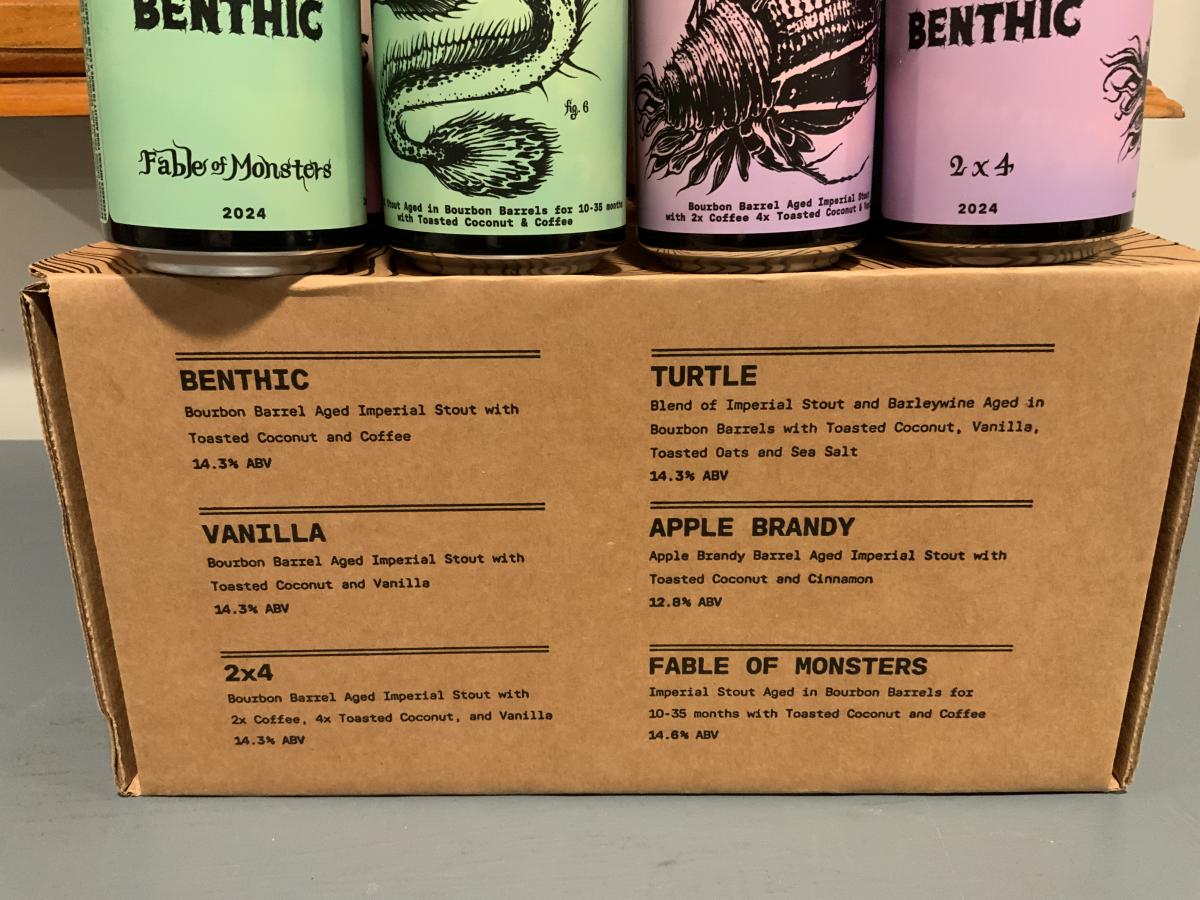 BENTHIC
Fable of Monsters
2024
fig. 6
Stout Aged in Bourbon Barrels for 10-35 months
with Toasted Coconut & Coffee
Bourbon Barrel Aged Imperial Stout
with 2x Coffee 4x Toasted Coconut &
BENTHIC
2 x 4
2024
BENTHIC
Bourbon Barrel Aged Imperial Stout with
Toasted Coconut and Coffee
14.3% ABV
VANILLA
Bourbon Barrel Aged Imperial Stout with
Toasted Coconut and Vanilla
14.3% ABV
2x4
Bourbon Barrel Aged Imperial Stout with
2x Coffee, 4x Toasted Coconut, and Vanilla
14.3% ABV
TURTLE
Blend of Imperial Stout and Barleywine Aged in
Bourbon Barrels with Toasted Coconut, Vanilla,
Toasted Oats and Sea Salt
14.3% ABV
APPLE BRANDY
Apple Brandy Barrel Aged Imperial Stout with
Toasted Coconut and Cinnamon
12.8% ABV
FABLE OF MONSTERS
Imperial Stout Aged in Bourbon Barrels for
10-35 months with Toasted Coconut and Coffee
14.6% ABV